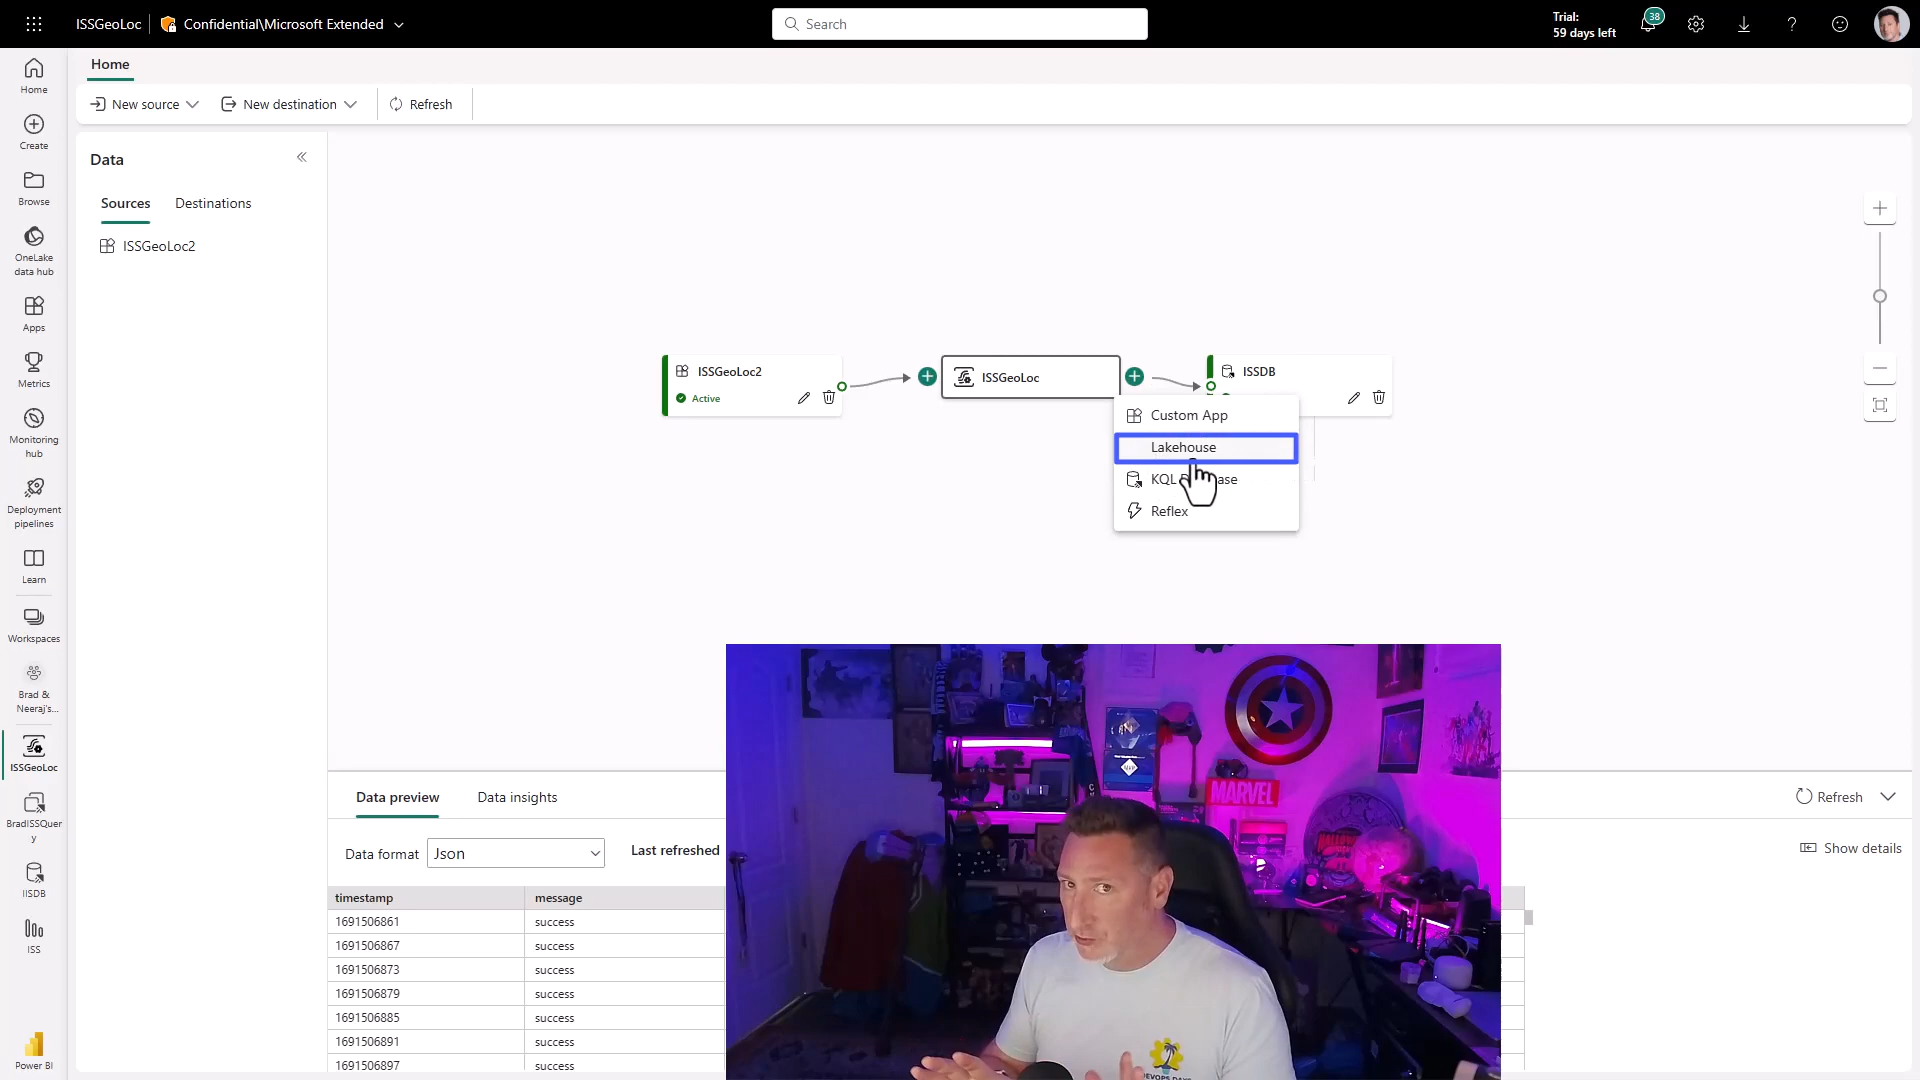 ISSGeoLoc
Confidential\Microsoft Extended
Search
Trial:
59 days left
38
Home
New source
New destination
Refresh
Home
Create
Browse
OneLake
data hub
Apps
Metrics
Monitoring
hub
Deployment
pipelines
Learn
Workspaces
Brad &
Neeraj's...
ISSGeoLoc
BradISSQuer
y
IISDB
ISS
Power BI
Data
Sources
Destinations
ISSGeoLoc2
ISSGeoLoc2
Active
ISSGeoLoc
ISSDB
Custom App
Lakehouse
KQL
ase
Reflex
Data preview
Data insights
Refresh
Data format
Json
Last refreshed
Show details
timestamp
message
1691506861
success
1691506867
success
1691506873
success
1691506879
success
1691506885
success
1691506891
success
1691506897
success
MARVEL
DEVOPS DAYS